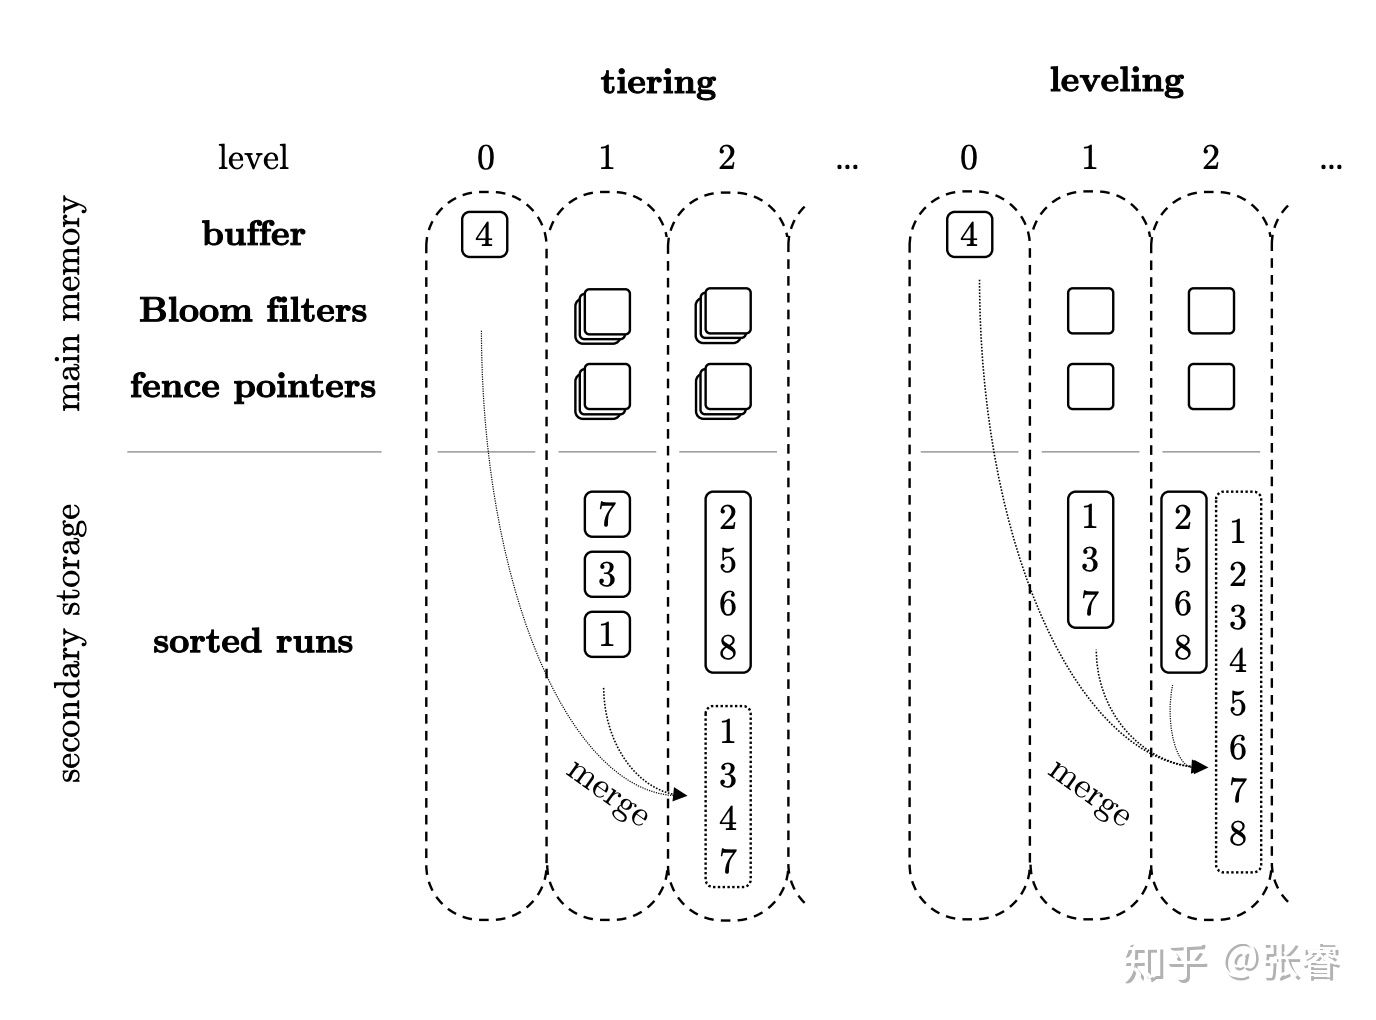 tiering leveling
level 0 1 2 ... 0 1 2 ...
main memory
buffer 4 4
Bloom filters
fence pointers
secondary storage
sorted runs
7
3
1
2
5
6
8
1
3
4
7
merge
1
3
7
2
5
6
8
1
2
3
4
5
6
7
8
merge
知乎 @张睿